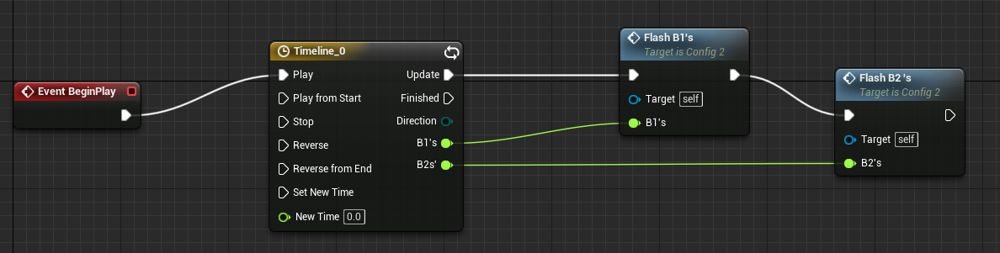 Event BeginPlay
Timeline_0
Play
Update
Play from Start
Finished
Stop
Direction
Reverse
B1's
Reverse from End
B2s'
Set New Time
New Time 0.0
Flash B1's
Target is Config 2
Target self
B1's
Flash B2 's
Target is Config 2
Target self
B2's